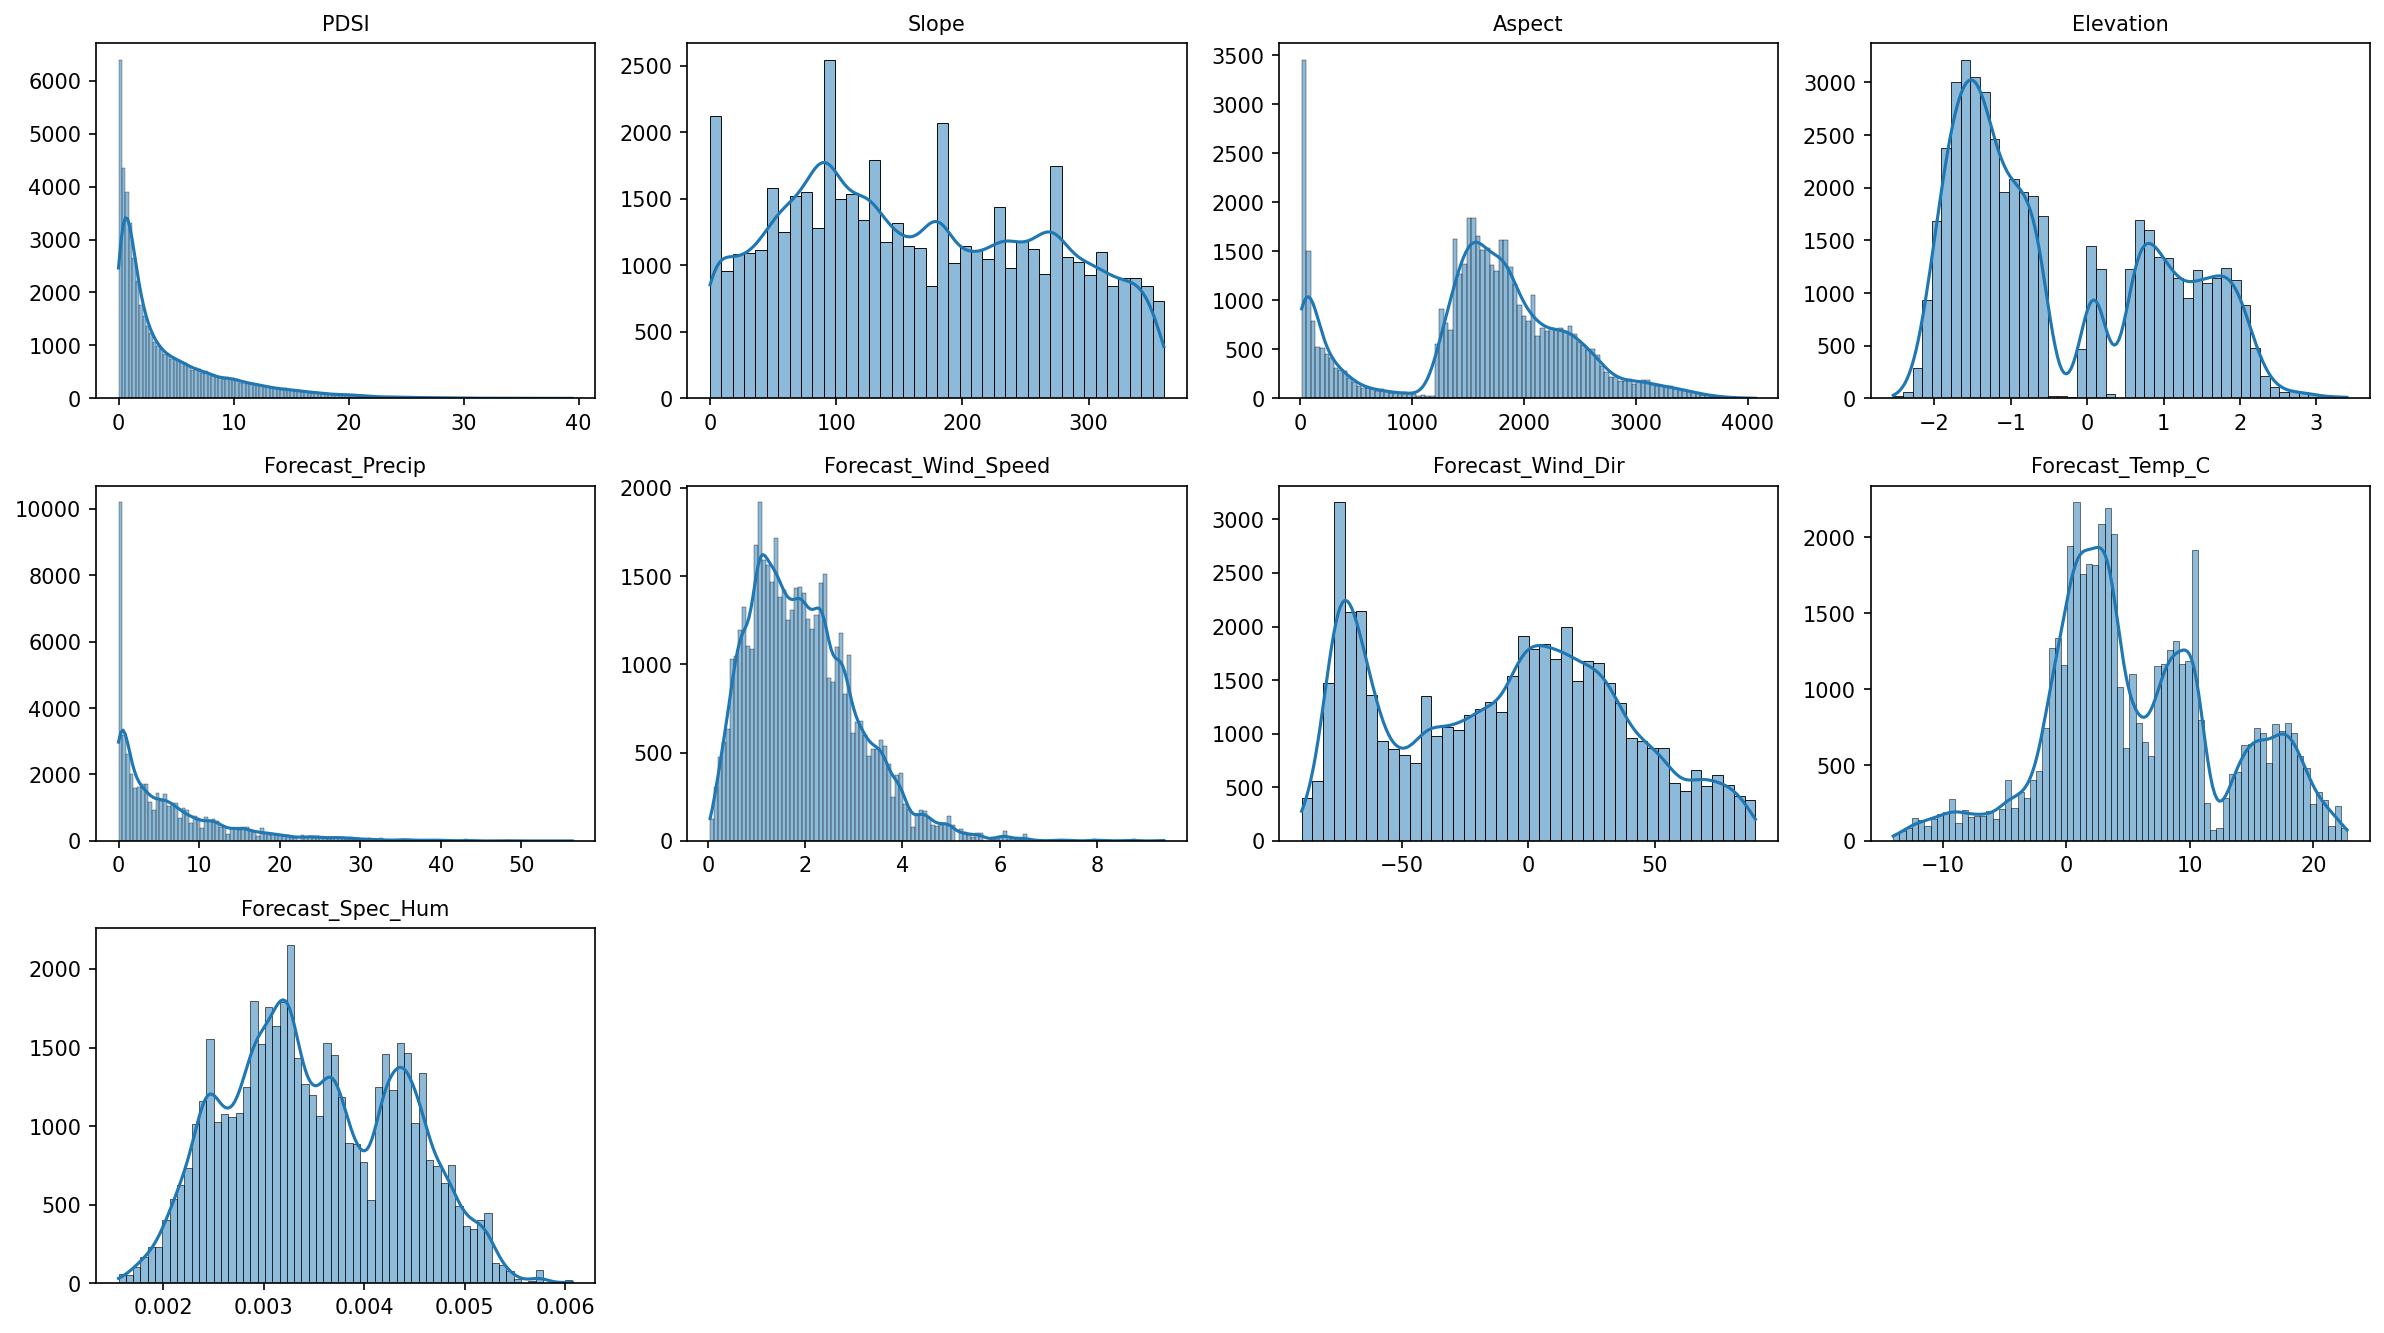 PDSI Slope Aspect Elevation
6000 5000 4000 3000 2000 1000 0
0 10 20 30 40
2500 2000 1500 1000 500 0
0 100 200 300
3500 3000 2500 2000 1500 1000 500 0
0 1000 2000 3000 4000
3000 2500 2000 1500 1000 500 0
−2 −1 0 1 2 3
Forecast_Precip Forecast_Wind_Speed Forecast_Wind_Dir Forecast_Temp_C
10000 8000 6000 4000 2000 0
0 10 20 30 40 50
2000 1500 1000 500 0
0 2 4 6 8
3000 2500 2000 1500 1000 500 0
−50 0 50
2000 1500 1000 500 0
−10 0 10 20
Forecast_Spec_Hum
2000 1500 1000 500 0
0.002 0.003 0.004 0.005 0.006